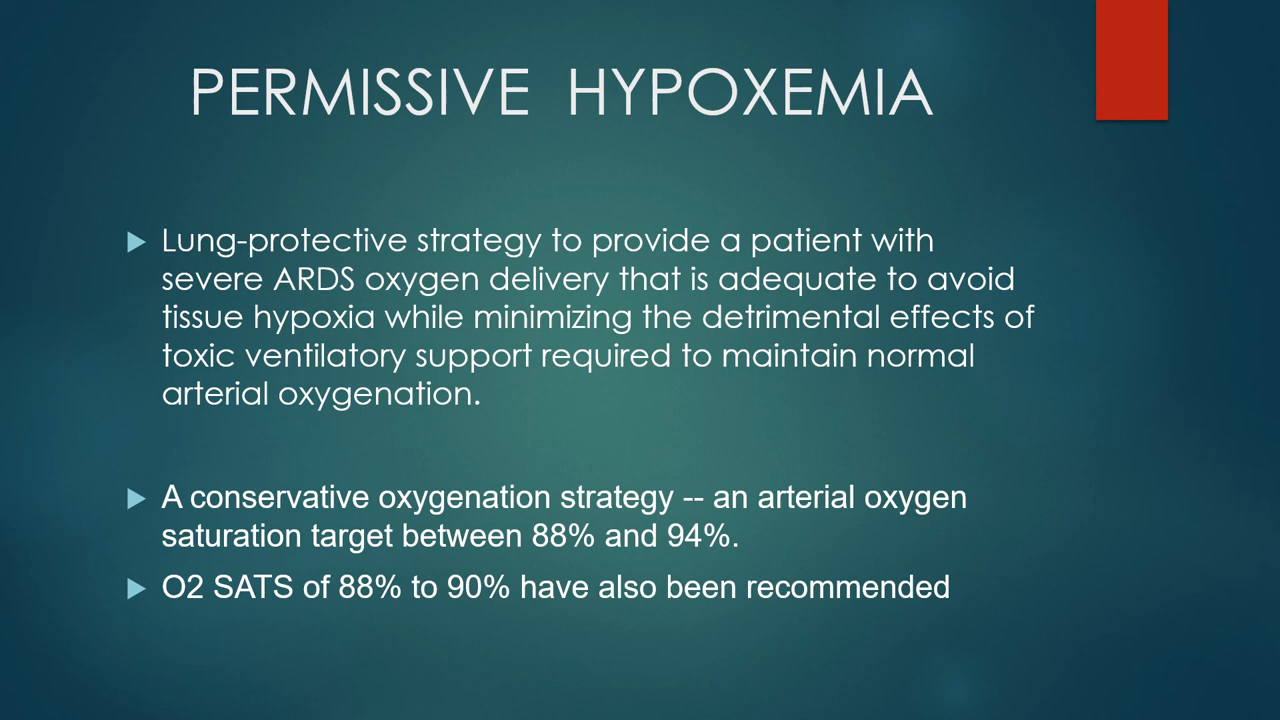 PERMISSIVE HYPOXEMIA
Lung-protective strategy to provide a patient with
severe ARDS oxygen delivery that is adequate to avoid
tissue hypoxia while minimizing the detrimental effects of
toxic ventilatory support required to maintain normal
arterial oxygenation.
A conservative oxygenation strategy -- an arterial oxygen
saturation target between 88% and 94%.
O2 SATS of 88% to 90% have also been recommended